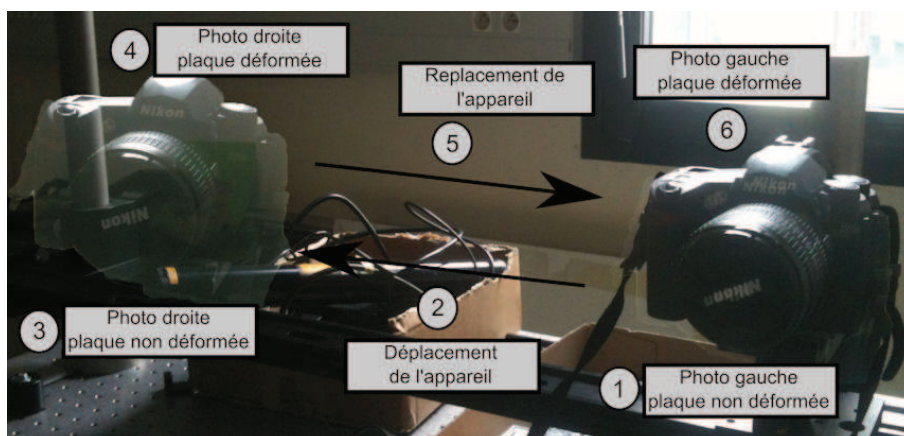 4
Photo droite
plaque déformée
Replacement de
l'appareil
5
Photo gauche
plaque déformée
6
Nikon
Nikon
Nikon
Nikon
Nikon
3
Photo droite
plaque non déformée
2
Déplacement
de l'appareil
1
Photo gauche
plaque non déformée